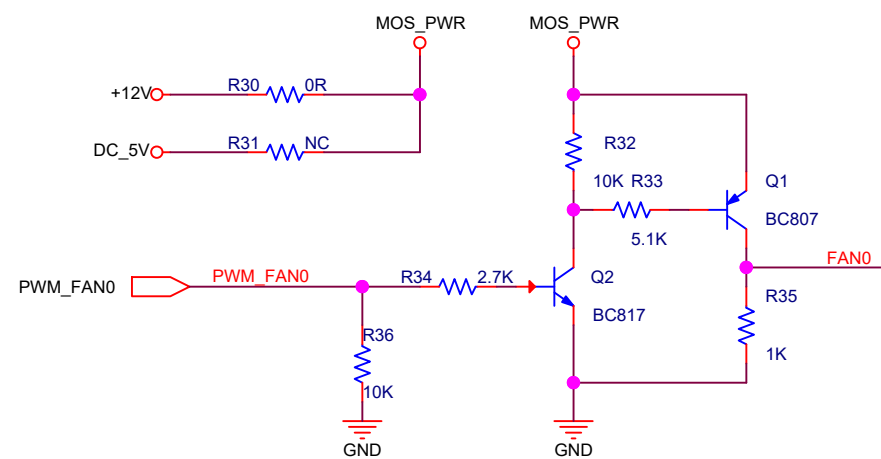 MOS_PWR MOS_PWR
+12V R30 0R
DC_5V R31 NC
R32
10K R33
5.1K
Q1
BC807
FAN0
PWM_FAN0 PWM_FAN0
R34 2.7K
Q2
BC817
R35
1K
R36
10K
GND GND